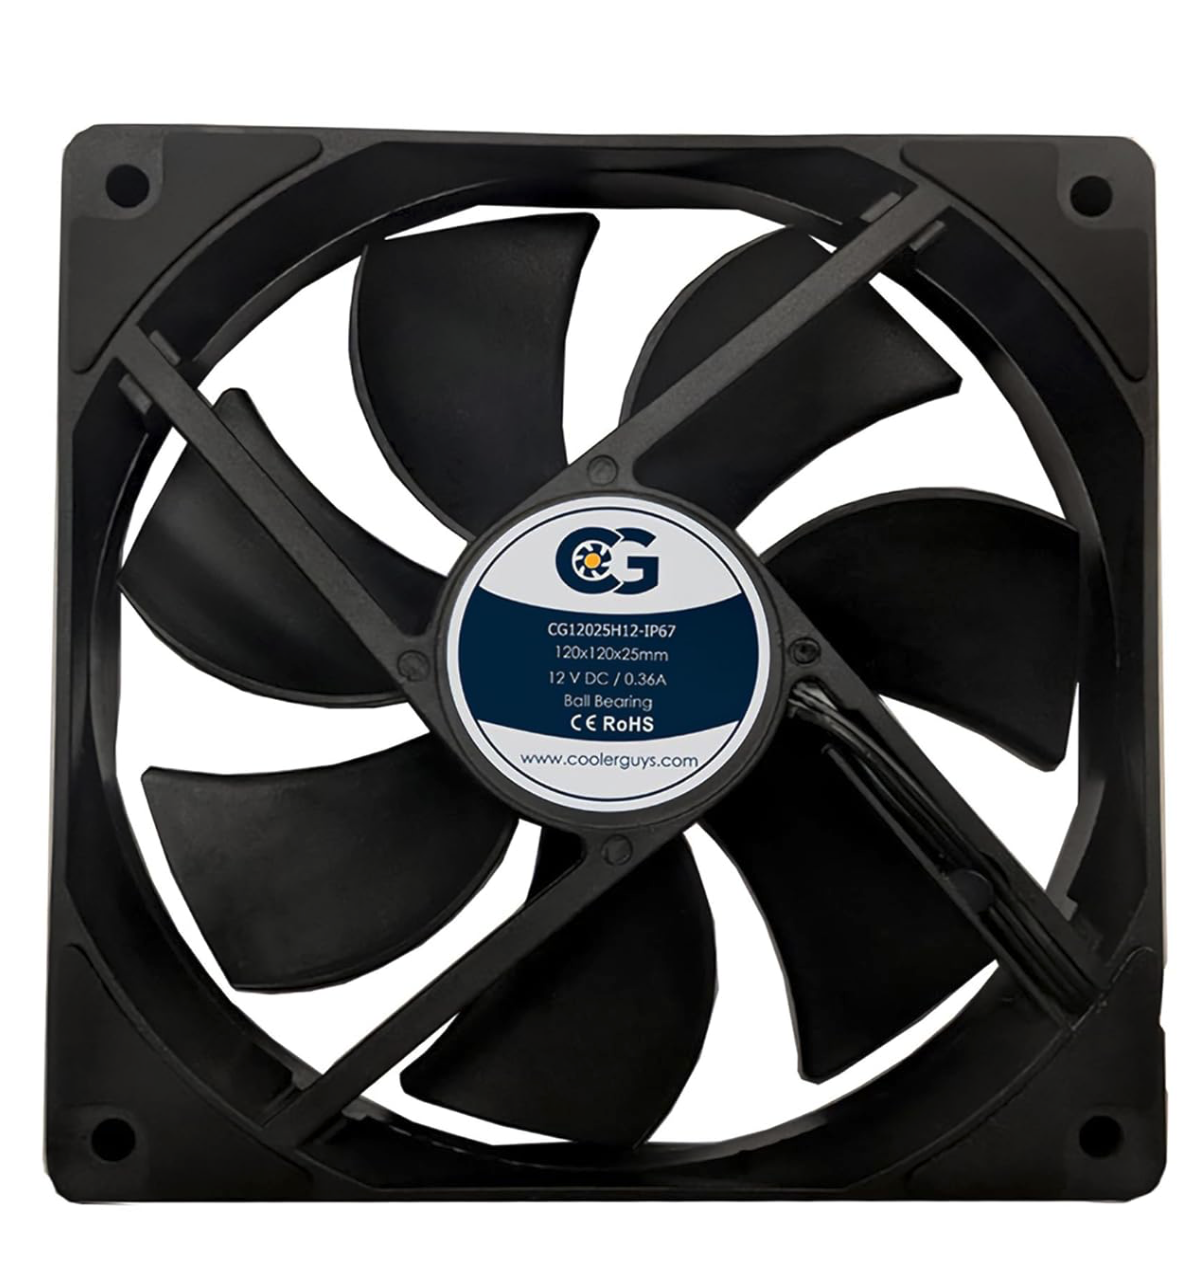 CG
CG12025H12-IP67
120x120x25mm
12 V DC / 0.36A
Ball Bearing
CE RoHS
www.coolerguys.com